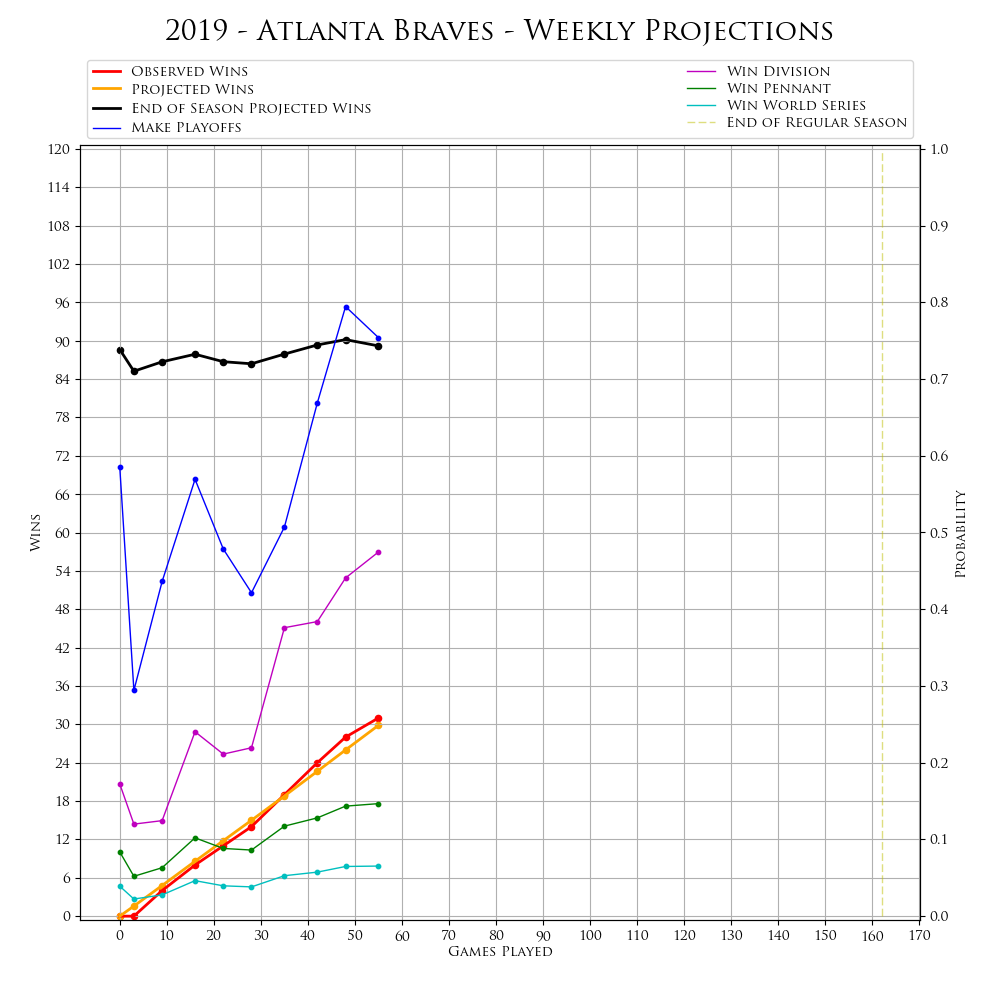 2019 - Atlanta Braves - Weekly Projections
Observed Wins
Projected Wins
End of Season Projected Wins
Make Playoffs
Win Division
Win Pennant
Win World Series
End of Regular Season
120
114
108
102
96
90
84
78
72
66
60
54
48
42
36
30
24
18
12
6
0
Wins
1.0
0.9
0.8
0.7
0.6
0.5
0.4
0.3
0.2
0.1
0.0
Probability
0 10 20 30 40 50 60 70 80 90 100 110 120 130 140 150 160 170
Games Played